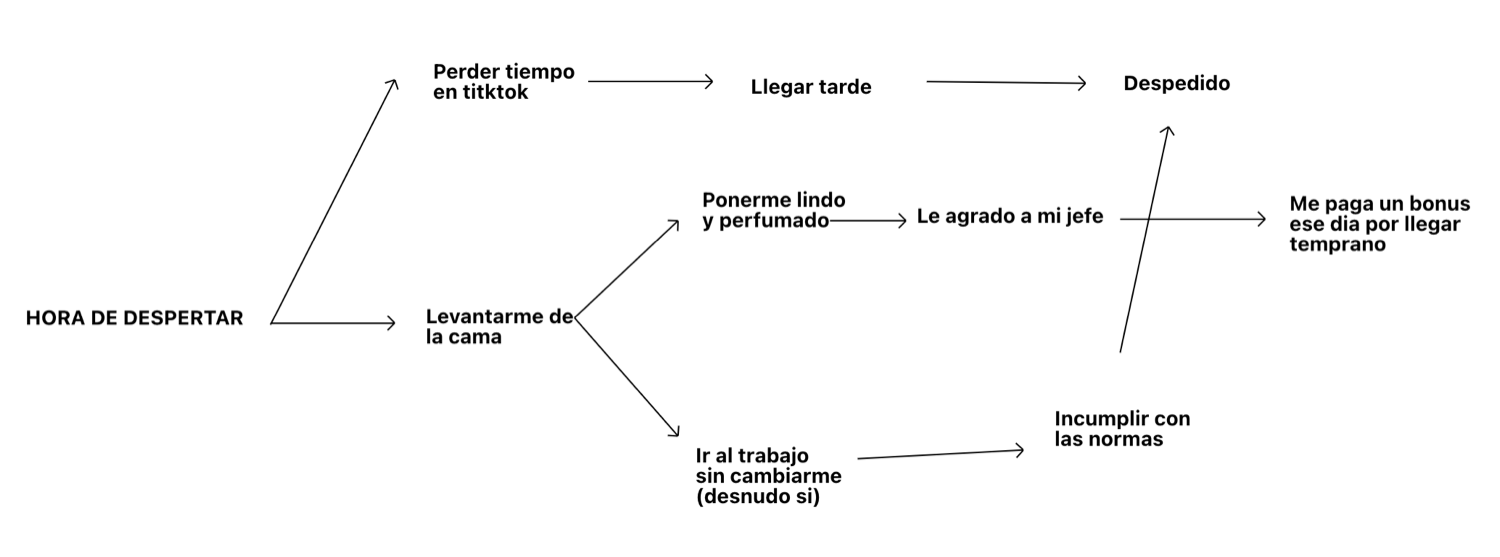 Perder tiempo
en titktok
Llegar tarde
Despedido
Ponerme lindo
y perfumado
Le agrado a mi jefe
Me paga un bonus
ese dia por llegar
temprano
HORA DE DESPERTAR
Levantarme de
la cama
Incumplir con
las normas
Ir al trabajo
sin cambiarme
(desnudo si)